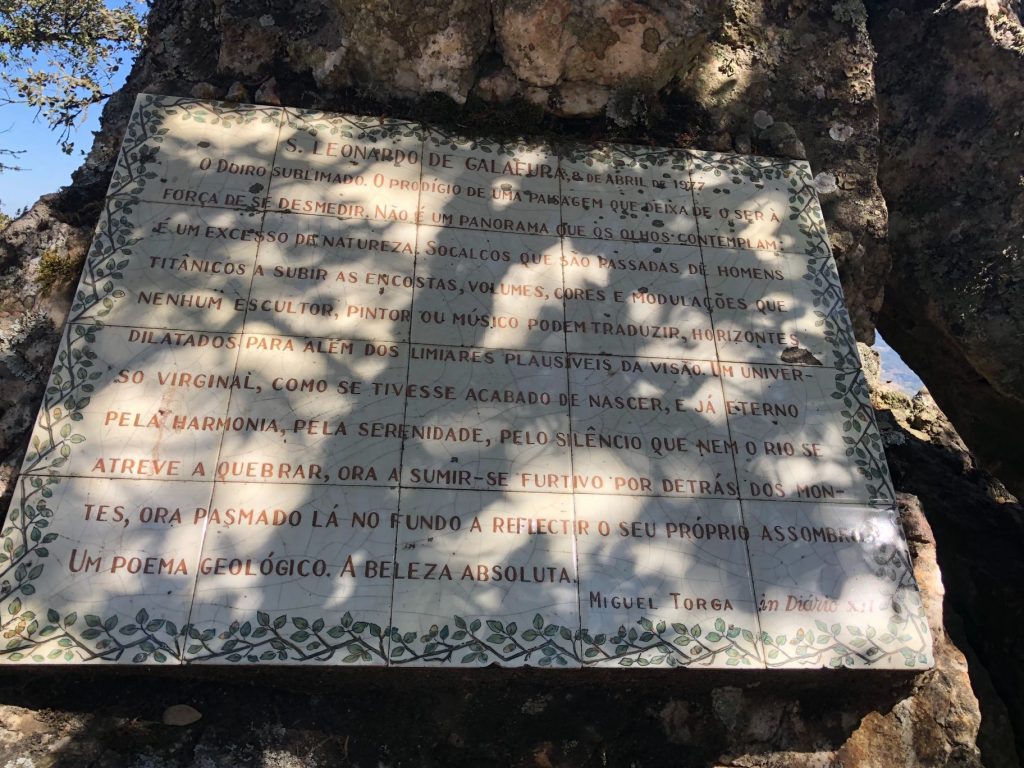 S. LEONARDO DE GALAFURA, 8 DE ABRIL DE 1977
O DOIRO SUBLIMADO. O PRODÍGIO DE UMA PAISAGEM QUE DEIXA DE O SER À
FORÇA DE SE DESMEDIR. NÃO É UM PANORAMA QUE OS OLHOS CONTEMPLAM:
É UM EXCESSO DE NATUREZA. SOCALCOS QUE SÃO PASSADAS DE HOMENS
TITÂNICOS A SUBIR AS ENCOSTAS, VOLUMES, CORES E MODULAÇÕES QUE
NENHUM ESCULTOR, PINTOR OU MÚSICO PODEM TRADUZIR, HORIZONTES
DILATADOS PARA ALÉM DOS LIMIARES PLAUSÍVEIS DA VISÃO. UM UNIVER-
SO VIRGINAL, COMO SE TIVESSE ACABADO DE NASCER, E JÁ ETERNO
PELA HARMONIA, PELA SERENIDADE, PELO SILÊNCIO QUE NEM O RIO SE
ATREVE A QUEBRAR, ORA A SUMIR-SE FURTIVO POR DETRÁS DOS MON-
TES, ORA PASMADO LÁ NO FUNDO A REFLECTIR O SEU PRÓPRIO ASSOMBRO.
UM POEMA GEOLÓGICO. A BELEZA ABSOLUTA.
MIGUEL TORGA in Diário XII